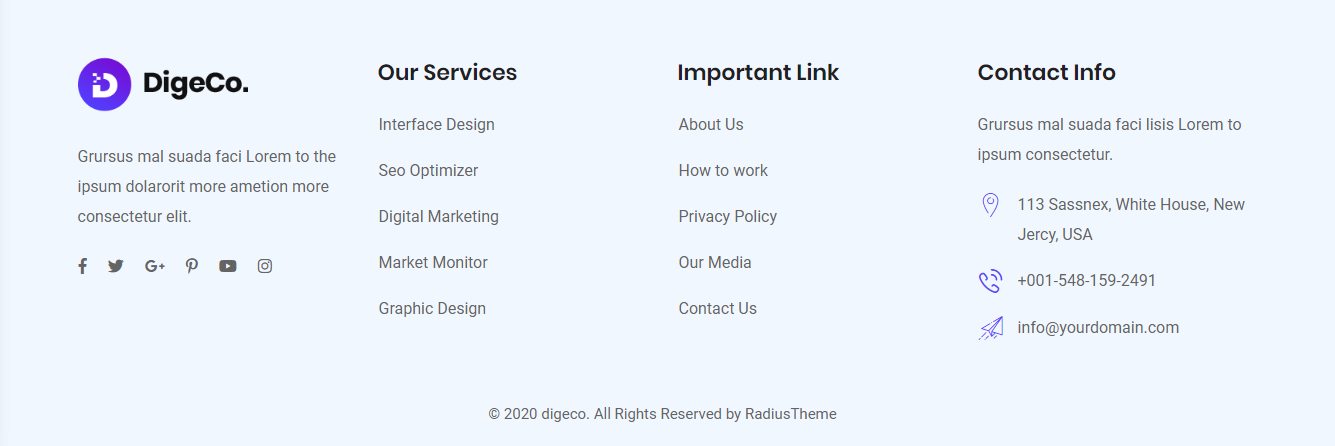 DigeCo.
Grursus mal suada faci Lorem to the
ipsum dolarorit more ametion more
consectetur elit.
Our Services
Interface Design
Seo Optimizer
Digital Marketing
Market Monitor
Graphic Design
Important Link
About Us
How to work
Privacy Policy
Our Media
Contact Us
Contact Info
Grursus mal suada faci lisis Lorem to
ipsum consectetur.
113 Sassnex, White House, New
Jercy, USA
+001-548-159-2491
info@yourdomain.com
© 2020 digeco. All Rights Reserved by RadiusTheme